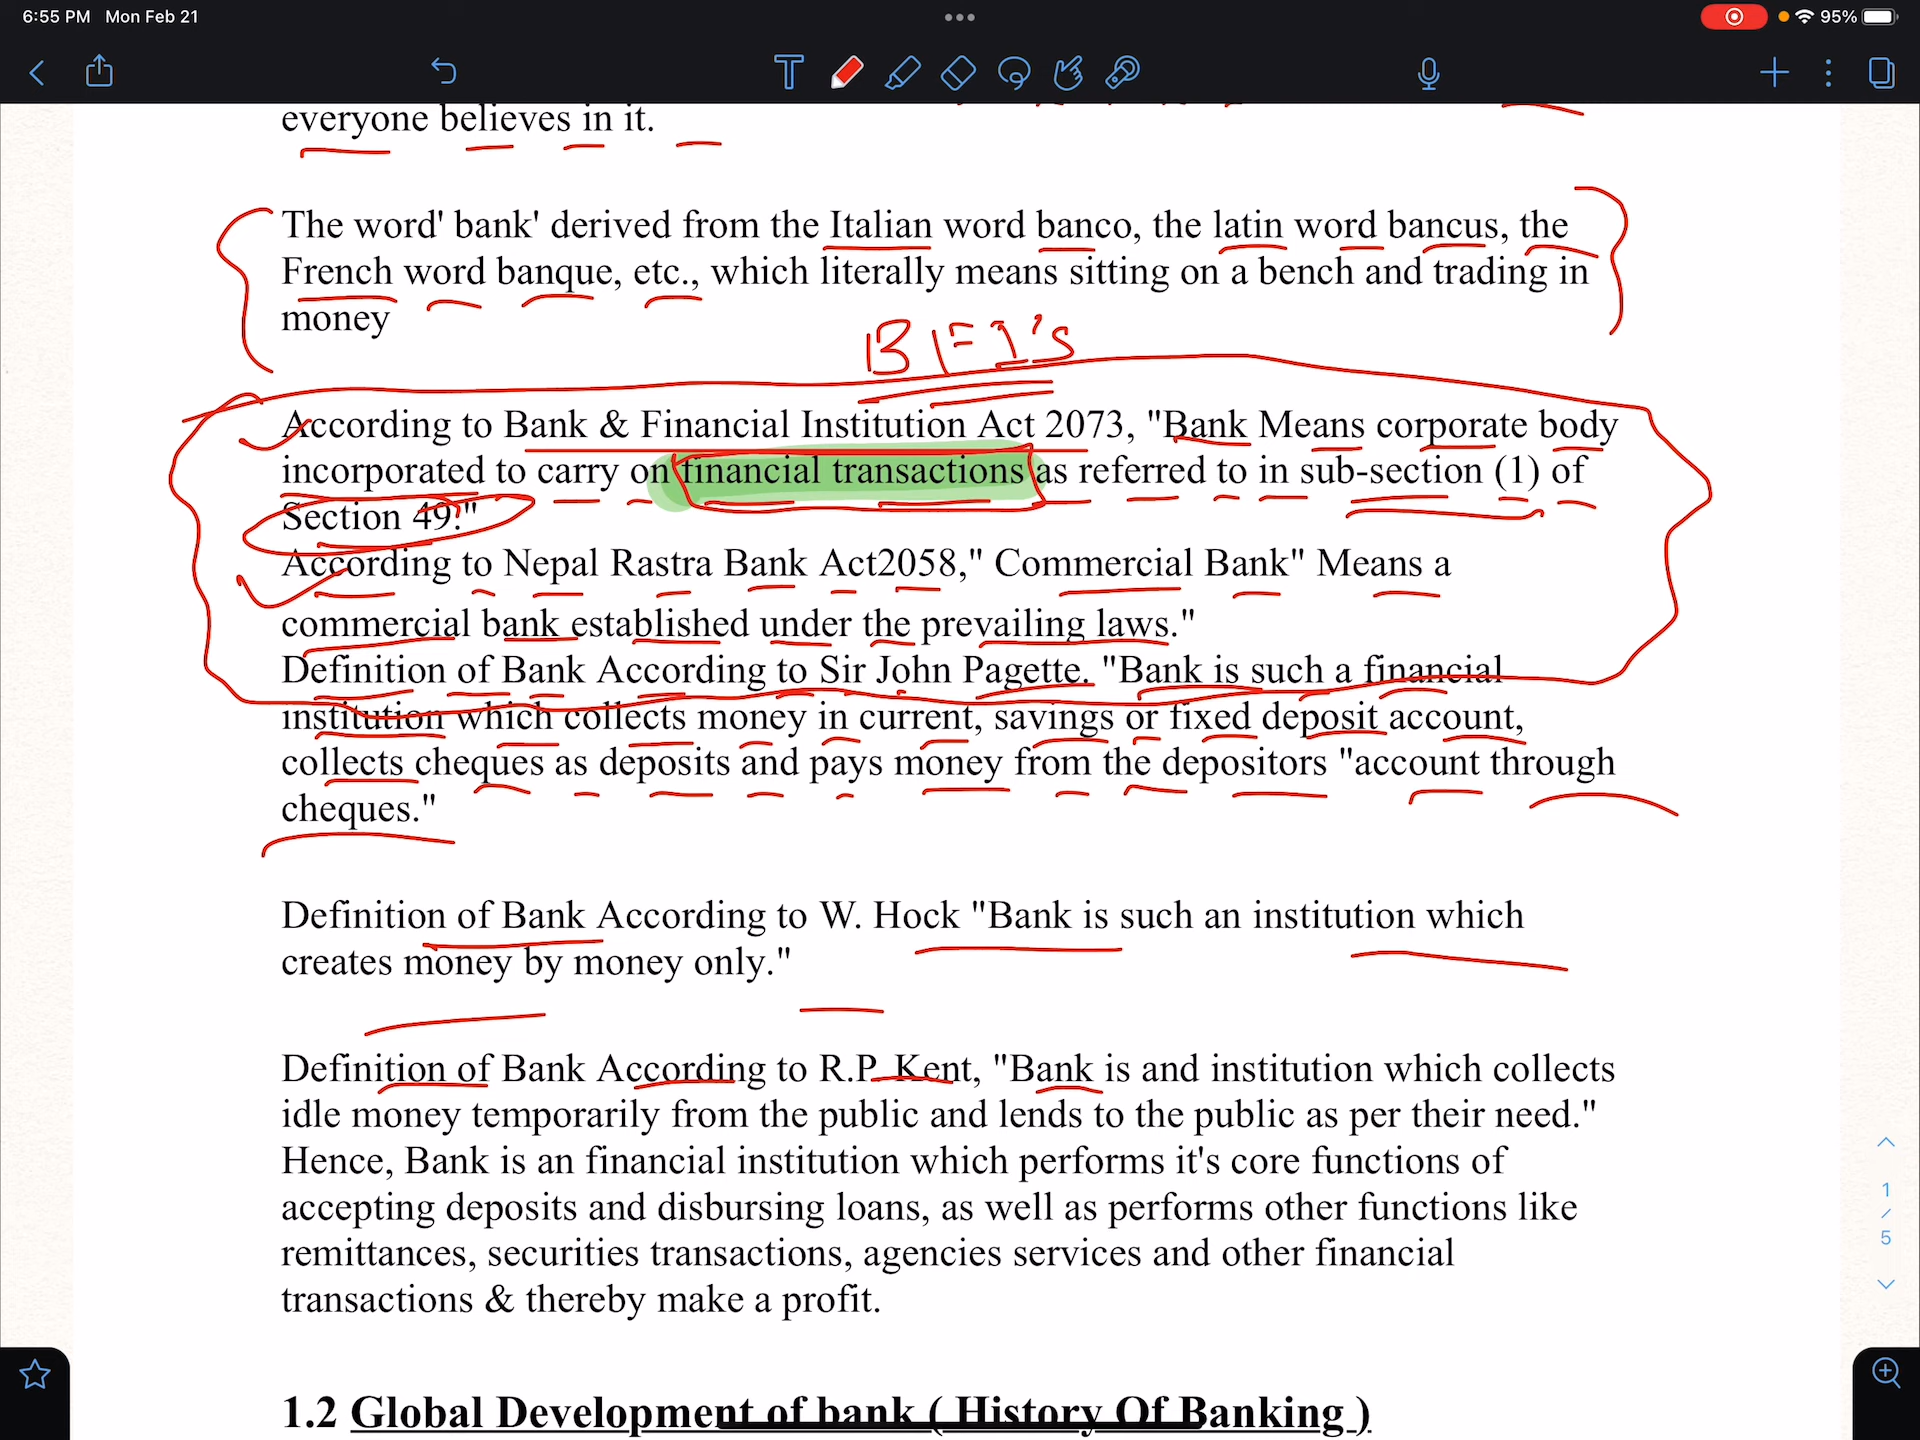 6:55 PM Mon Feb 21
95%
everyone believes in it.
The word' bank' derived from the Italian word banco, the latin word bancus, the
French word banque, etc., which literally means sitting on a bench and trading in
money
BFI's
According to Bank & Financial Institution Act 2073, "Bank Means corporate body
incorporated to carry on financial transactions as referred to in sub-section (1) of
Section 49."
According to Nepal Rastra Bank Act2058," Commercial Bank" Means a
commercial bank established under the prevailing laws."
Definition of Bank According to Sir John Pagette. "Bank is such a financial
institution which collects money in current, savings or fixed deposit account,
collects cheques as deposits and pays money from the depositors "account through
cheques."
Definition of Bank According to W. Hock "Bank is such an institution which
creates money by money only."
Definition of Bank According to R.P. Kent, "Bank is and institution which collects
idle money temporarily from the public and lends to the public as per their need."
Hence, Bank is an financial institution which performs it's core functions of
accepting deposits and disbursing loans, as well as performs other functions like
remittances, securities transactions, agencies services and other financial
transactions & thereby make a profit.
1
/
5
1.2 Global Development of bank ( History Of Banking )